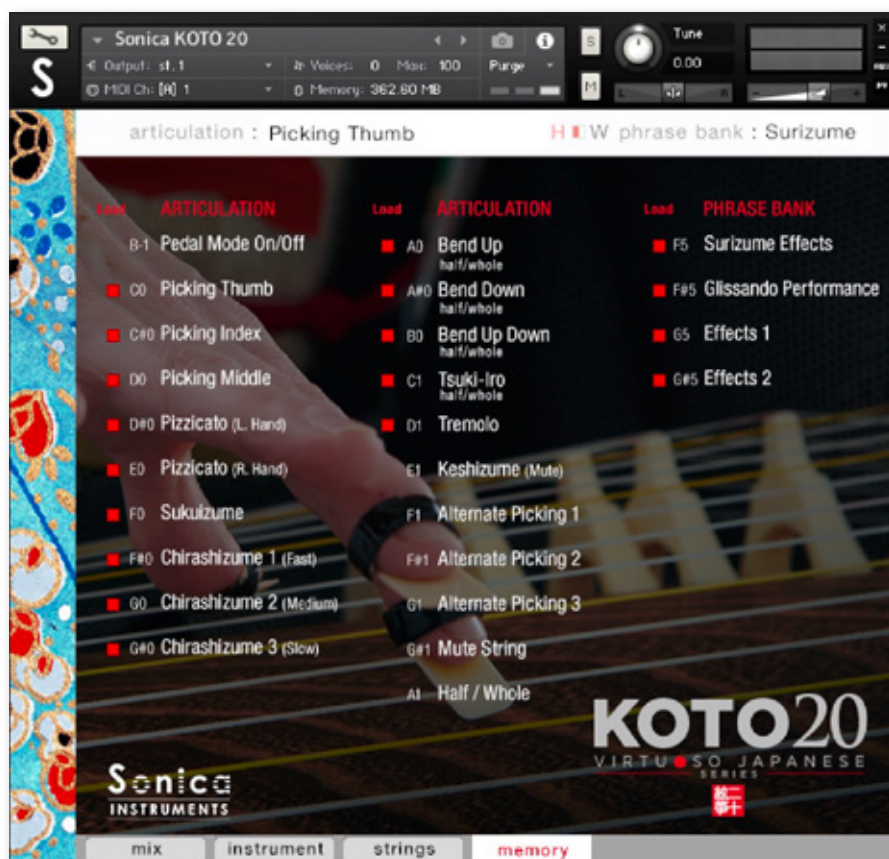 Sonica KOTO 20
Output: st.1 Voices: 0 Max: 100 Purge
MIDI Ch: [A] 1 Memory: 362.60 MB
S
S
M
Tune
0.00
L R
articulation : Picking Thumb
H W phrase bank : Surizume
Load ARTICULATION
B-1 Pedal Mode On/Off
C0 Picking Thumb
C#0 Picking Index
D0 Picking Middle
D#0 Pizzicato (L. Hand)
E0 Pizzicato (R. Hand)
F0 Sukuizume
F#0 Chirashizume 1 (Fast)
G0 Chirashizume 2 (Medium)
G#0 Chirashizume 3 (Slow)
Load ARTICULATION
A0 Bend Up
half/whole
A#0 Bend Down
half/whole
B0 Bend Up Down
half/whole
C1 Tsuki-Iro
half/whole
D1 Tremolo
E1 Keshizume (Mute)
F1 Alternate Picking 1
F#1 Alternate Picking 2
G1 Alternate Picking 3
G#1 Mute String
A1 Half / Whole
Load PHRASE BANK
F5 Surizume Effects
F#5 Glissando Performance
G5 Effects 1
G#5 Effects 2
KOTO20
VIRTUOSO JAPANESE
SERIES
二十
絃箏
Sonica
INSTRUMENTS
mix instrument strings memory